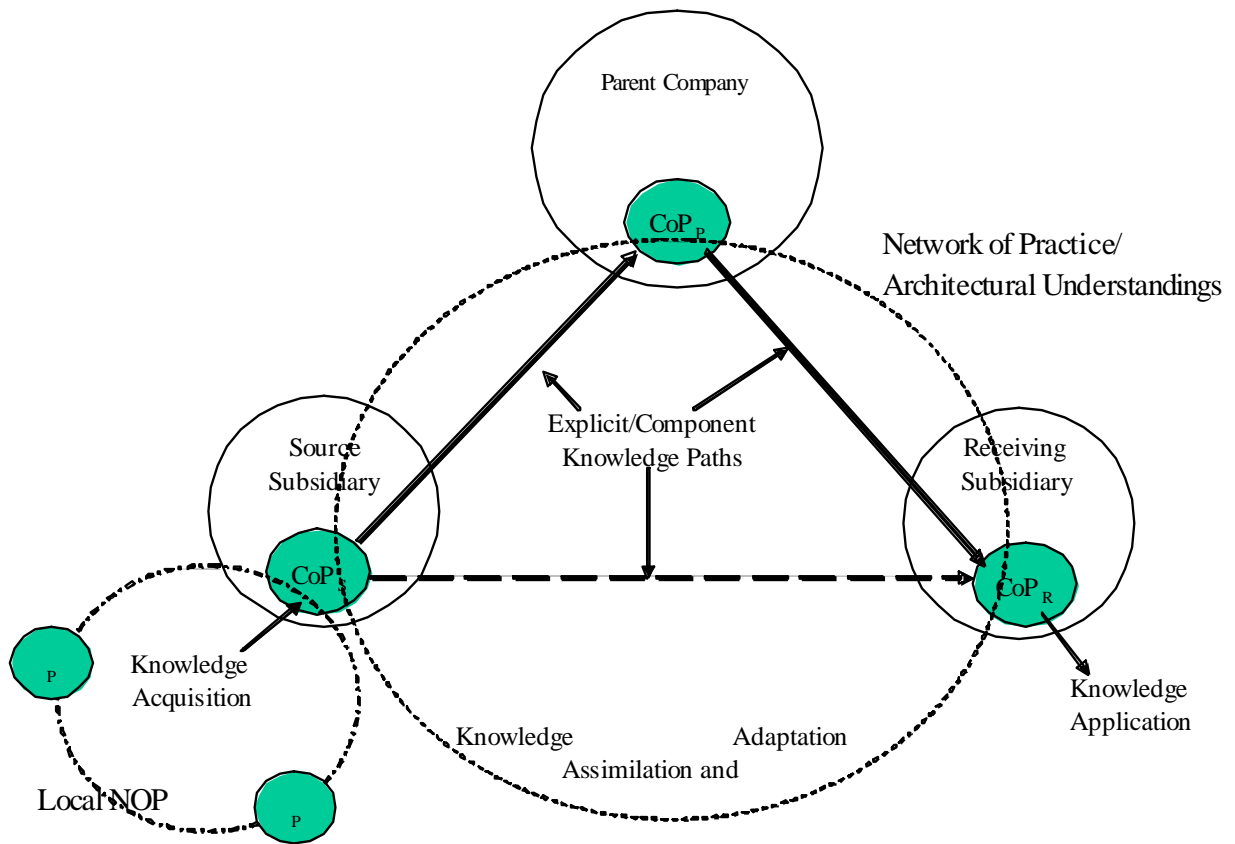 Parent Company
CoP P
Network of Practice/
Architectural Understandings
Explicit/Component
Knowledge Paths
Source
Subsidiary
Receiving
Subsidiary
CoP S
CoP R
P
Knowledge
Acquisition
Knowledge
Application
Knowledge
Adaptation
Assimilation and
Local NOP
P